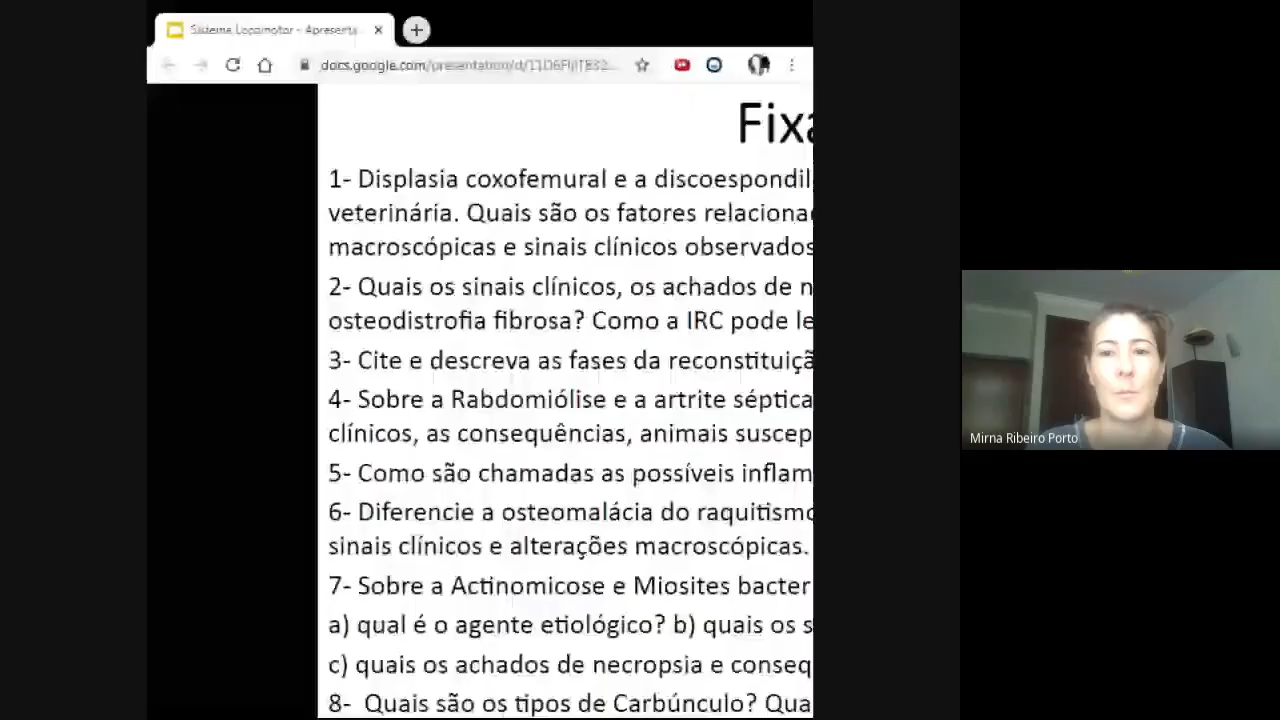 Sistema Locomotor - Apresenta
docs.google.com/presentation/d/
Fixa
1- Displasia coxofemural e a discoespondil
veterinária. Quais são os fatores relaciona
macroscópicas e sinais clínicos observados
2- Quais os sinais clínicos, os achados de n
osteodistrofia fibrosa? Como a IRC pode le
3- Cite e descreva as fases da reconstituiçã
4- Sobre a Rabdomiólise e a artrite séptica
clínicos, as consequências, animais suscep
5- Como são chamadas as possíveis inflam
6- Diferencie a osteomalácia do raquitismo
sinais clínicos e alterações macroscópicas.
7- Sobre a Actinomicose e Miosites bacter
a) qual é o agente etiológico? b) quais os s
c) quais os achados de necropsia e conseq
8- Quais são os tipos de Carbúnculo? Qua
Mirna Ribeiro Porto